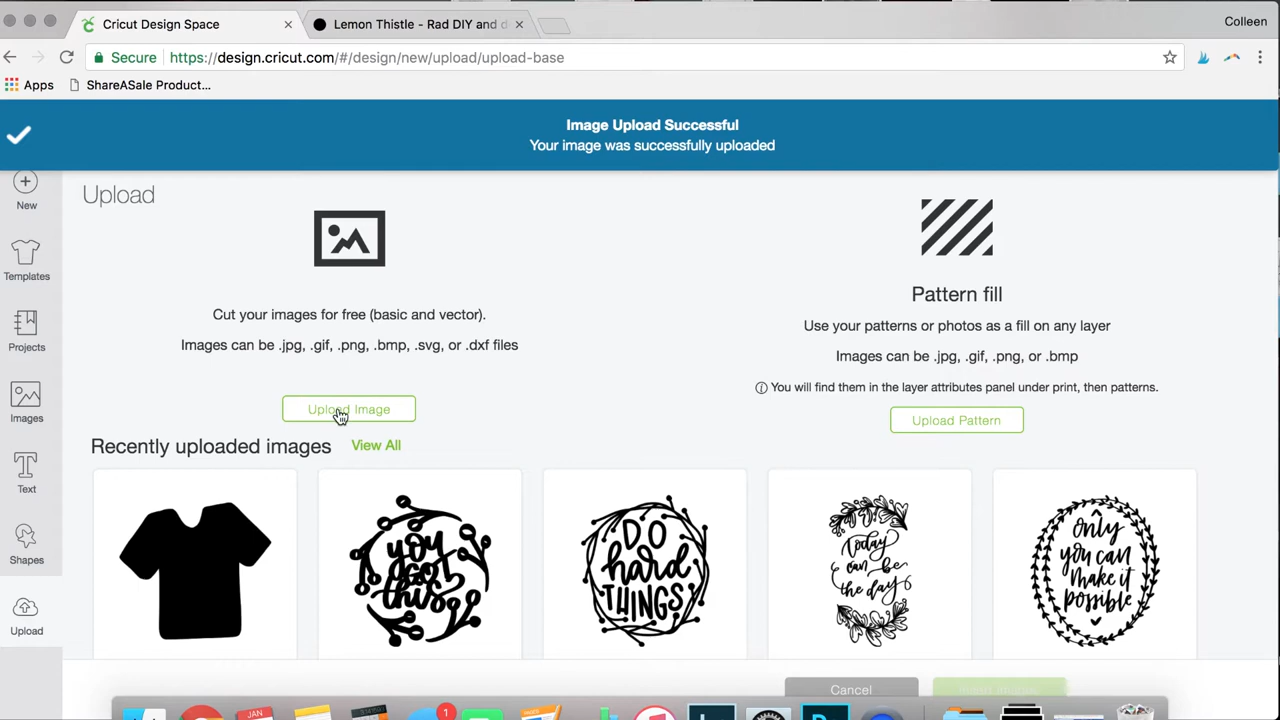 Cricut Design Space
Lemon Thistle - Rad DIY and d
Colleen
Secure
https://design.cricut.com/#/design/new/upload/upload-base
Apps
ShareASale Product...
Image Upload Successful
Your image was successfully uploaded
New
Templates
Projects
Images
Text
Shapes
Upload
Upload
Cut your images for free (basic and vector).
Images can be .jpg, .gif, .png, .bmp, .svg, or .dxf files
Upload Image
Pattern fill
Use your patterns or photos as a fill on any layer
Images can be .jpg, .gif, .png, or .bmp
You will find them in the layer attributes panel under print, then patterns.
Upload Pattern
Recently uploaded images
View All
you
got
this
DO
hard
THINGS
today
can be
the day
only
you can
make it
possible
Cancel
JAN
1